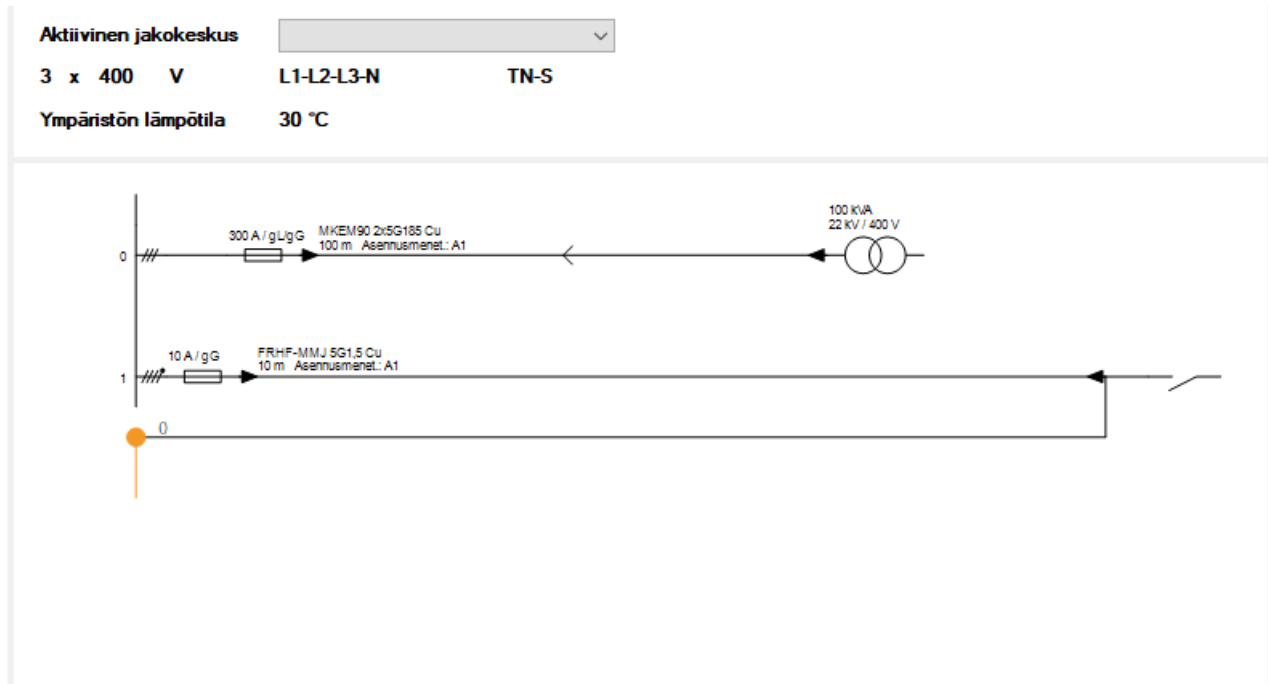 Aktiivinen jakokeskus
3 x 400 V L1-L2-L3-N TN-S
Ympäristön lämpötila 30 °C
100 kVA
22 kV / 400 V
300 A / gL/gG MKEM90 2x5G185 Cu
100 m Asennusmenet.: A1
0
10 A / gG FRHF-MMJ 5G1,5 Cu
10 m Asennusmenet.: A1
1
0